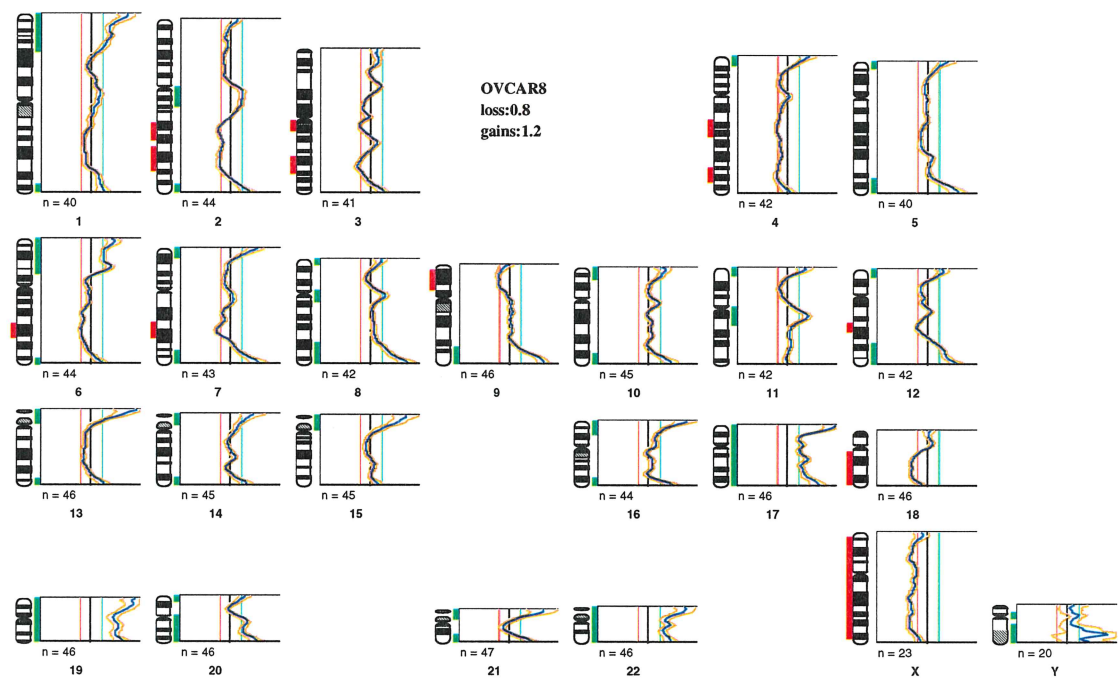 OVCAR8
loss:0.8
gains:1.2
n = 40
1
n = 44
2
n = 41
3
n = 42
4
n = 40
5
n = 44
6
n = 43
7
n = 42
8
n = 46
9
n = 45
10
n = 42
11
n = 42
12
n = 46
13
n = 45
14
n = 45
15
n = 44
16
n = 46
17
n = 46
18
n = 46
19
n = 46
20
n = 47
21
n = 46
22
n = 23
X
n = 20
Y